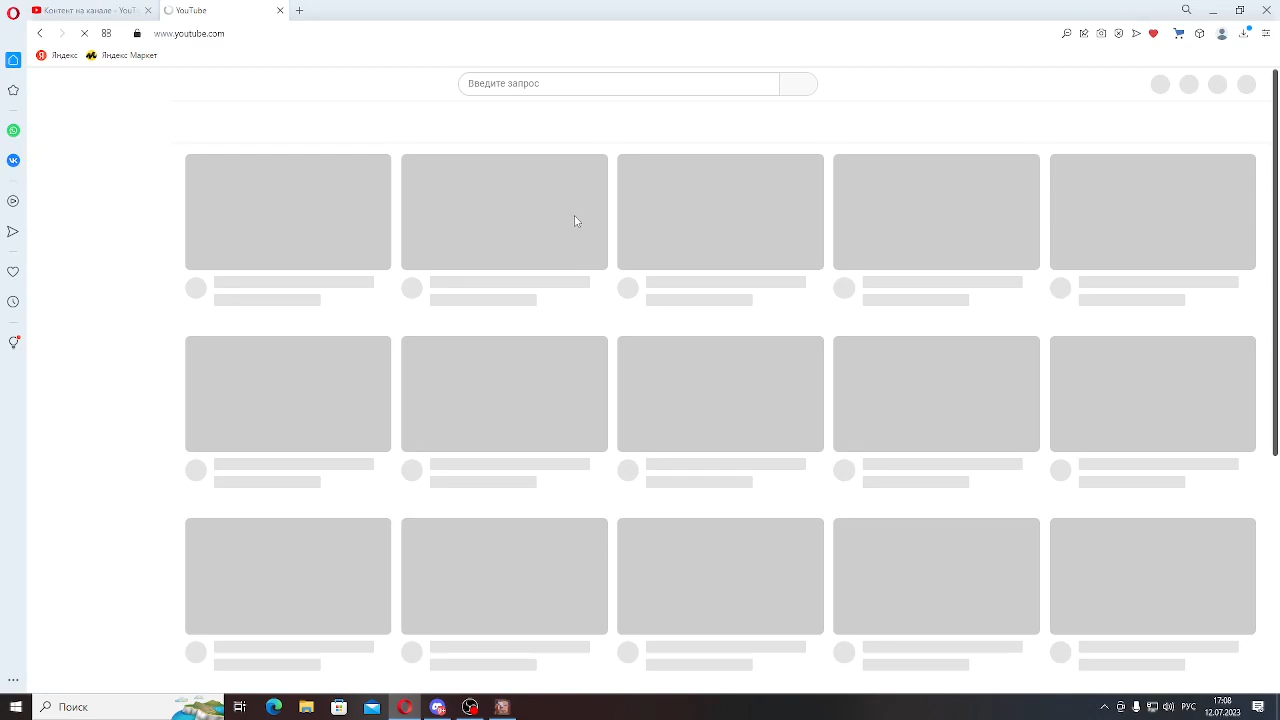 Контент на канале – YouT
YouTube
www.youtube.com
Яндекс
Яндекс Маркет
Введите запрос
Поиск
РУС
17:08
12.07.2023